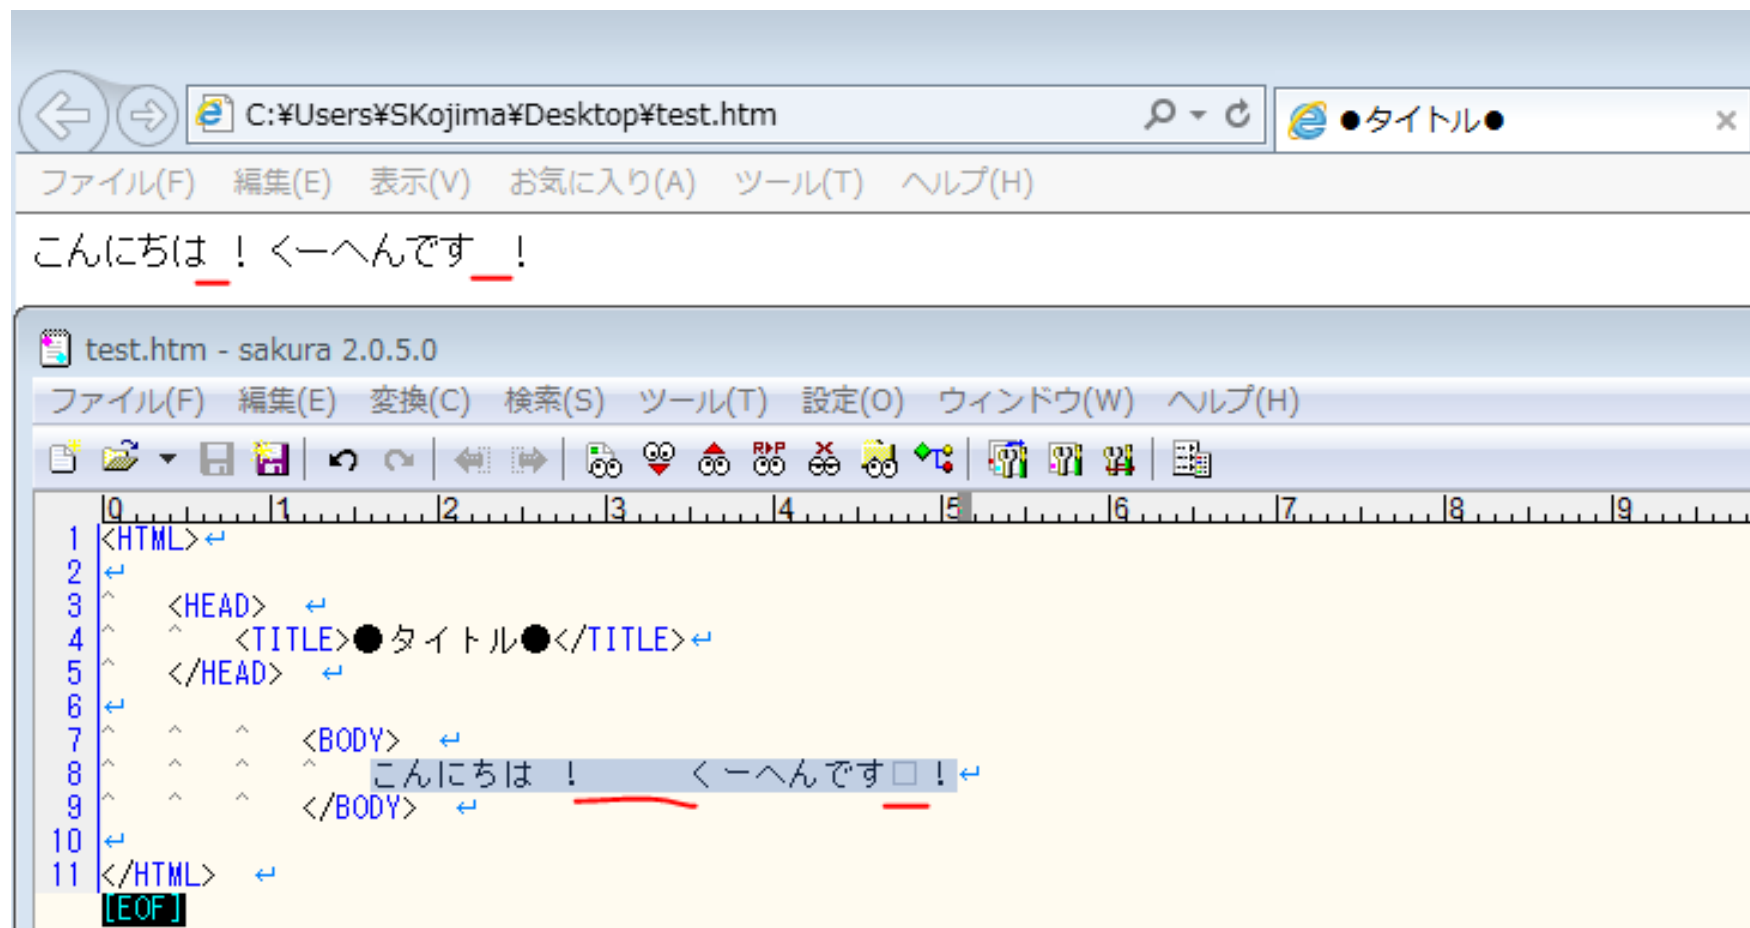 C:¥Users¥SKojima¥Desktop¥test.htm
●タイトル●
ファイル(F) 編集(E) 表示(V) お気に入り(A) ツール(T) ヘルプ(H)
こんにちは ! くーへんです　!
test.htm - sakura 2.0.5.0
ファイル(F) 編集(E) 変換(C) 検索(S) ツール(T) 設定(O) ウィンドウ(W) ヘルプ(H)
0 1 2 3 4 5 6 7 8 9
1 <HTML>↵
2 ↵
3 ^ <HEAD> ↵
4 ^ ^ <TITLE>●タイトル●</TITLE>↵
5 ^ </HEAD> ↵
6 ↵
7 ^ ^ ^ <BODY> ↵
8 ^ ^ ^ ^ こんにちは !       くーへんです□!↵
9 ^ ^ ^ </BODY> ↵
10 ↵
11 </HTML> ↵
[EOF]